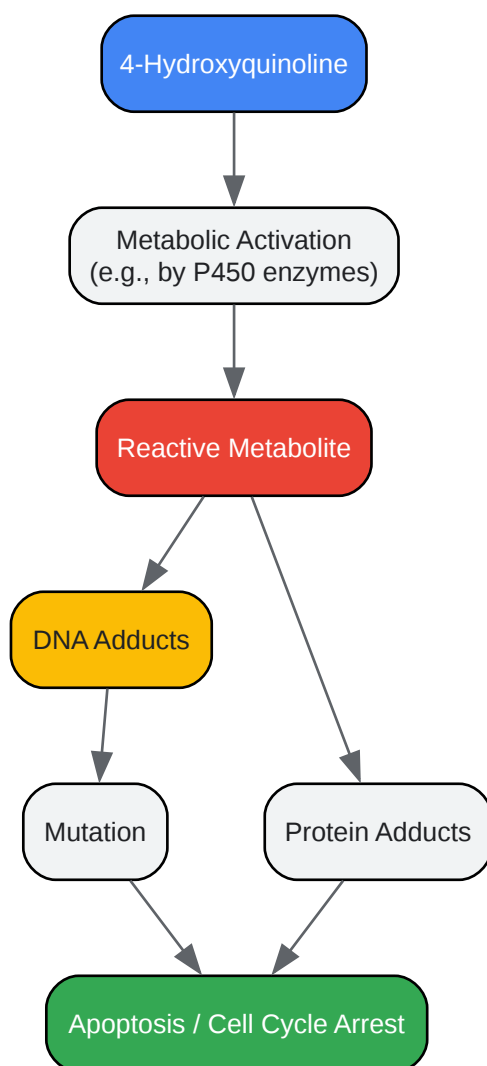 4-Hydroxyquinoline
Metabolic Activation
(e.g., by P450 enzymes)
Reactive Metabolite
DNA Adducts
Mutation
Protein Adducts
Apoptosis / Cell Cycle Arrest